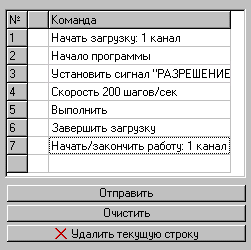 № Команда
1 Начать загрузку: 1 канал
2 Начало программы
3 Установить сигнал "РАЗРЕШЕНИЕ
4 Скорость 200 шагов/сек
5 Выполнить
6 Завершить загрузку
7 Начать/закончить работу: 1 канал
Отправить
Очистить
Удалить текущую строку